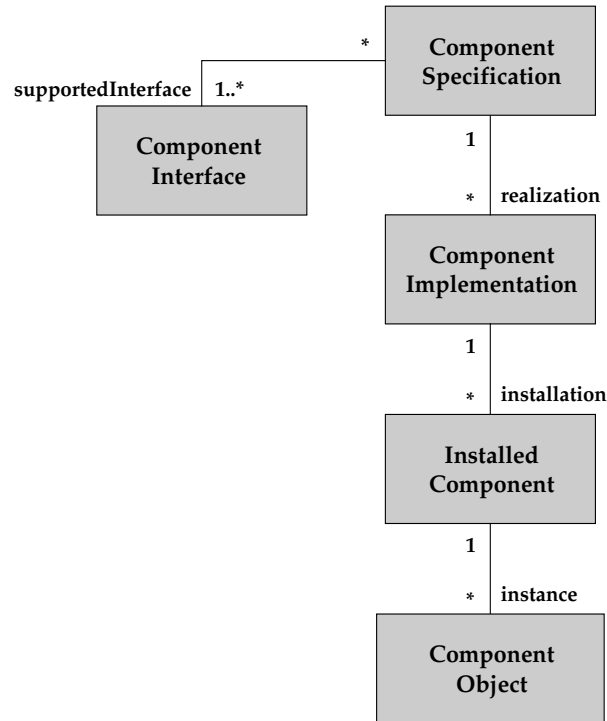 *
Component
Specification
supportedInterface
1..*
Component
Interface
1
* realization
Component
Implementation
1
* installation
Installed
Component
1
* instance
Component
Object